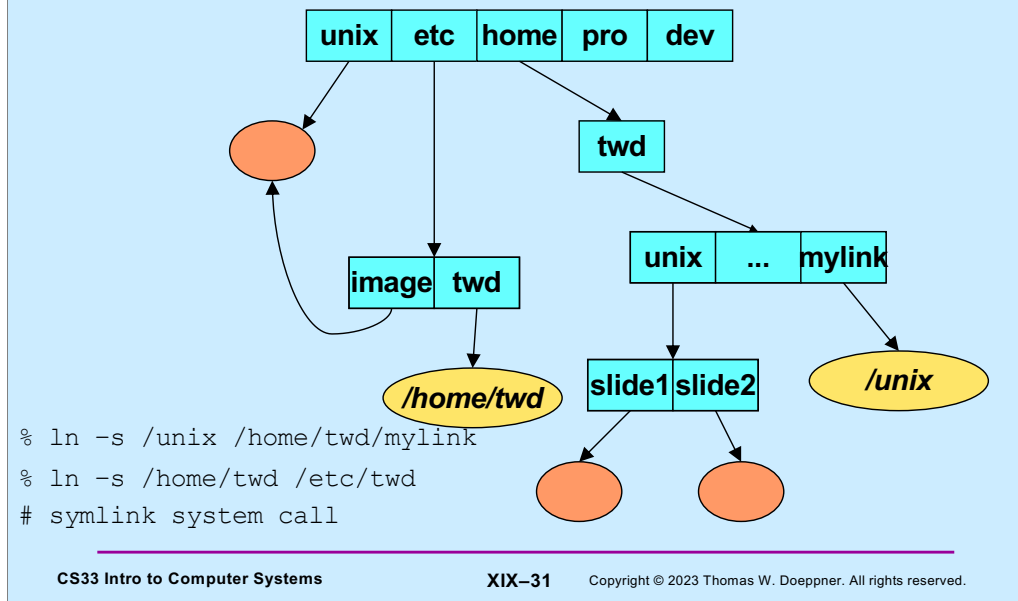 unix etc home pro dev
twd
unix ... mylink
image twd
slide1 slide2
/unix
/home/twd
% ln –s /unix /home/twd/mylink
% ln –s /home/twd /etc/twd
# symlink system call
CS33 Intro to Computer Systems XIX–31 Copyright © 2023 Thomas W. Doeppner. All rights reserved.